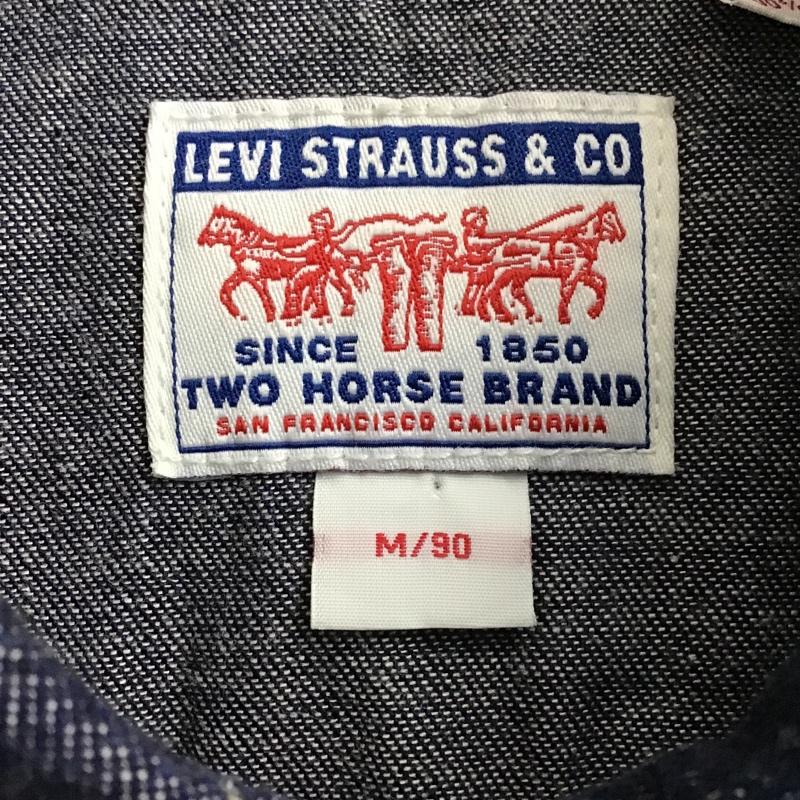 LEVI STRAUSS & CO
SINCE 1850
TWO HORSE BRAND
SAN FRANCISCO CALIFORNIA
M/90